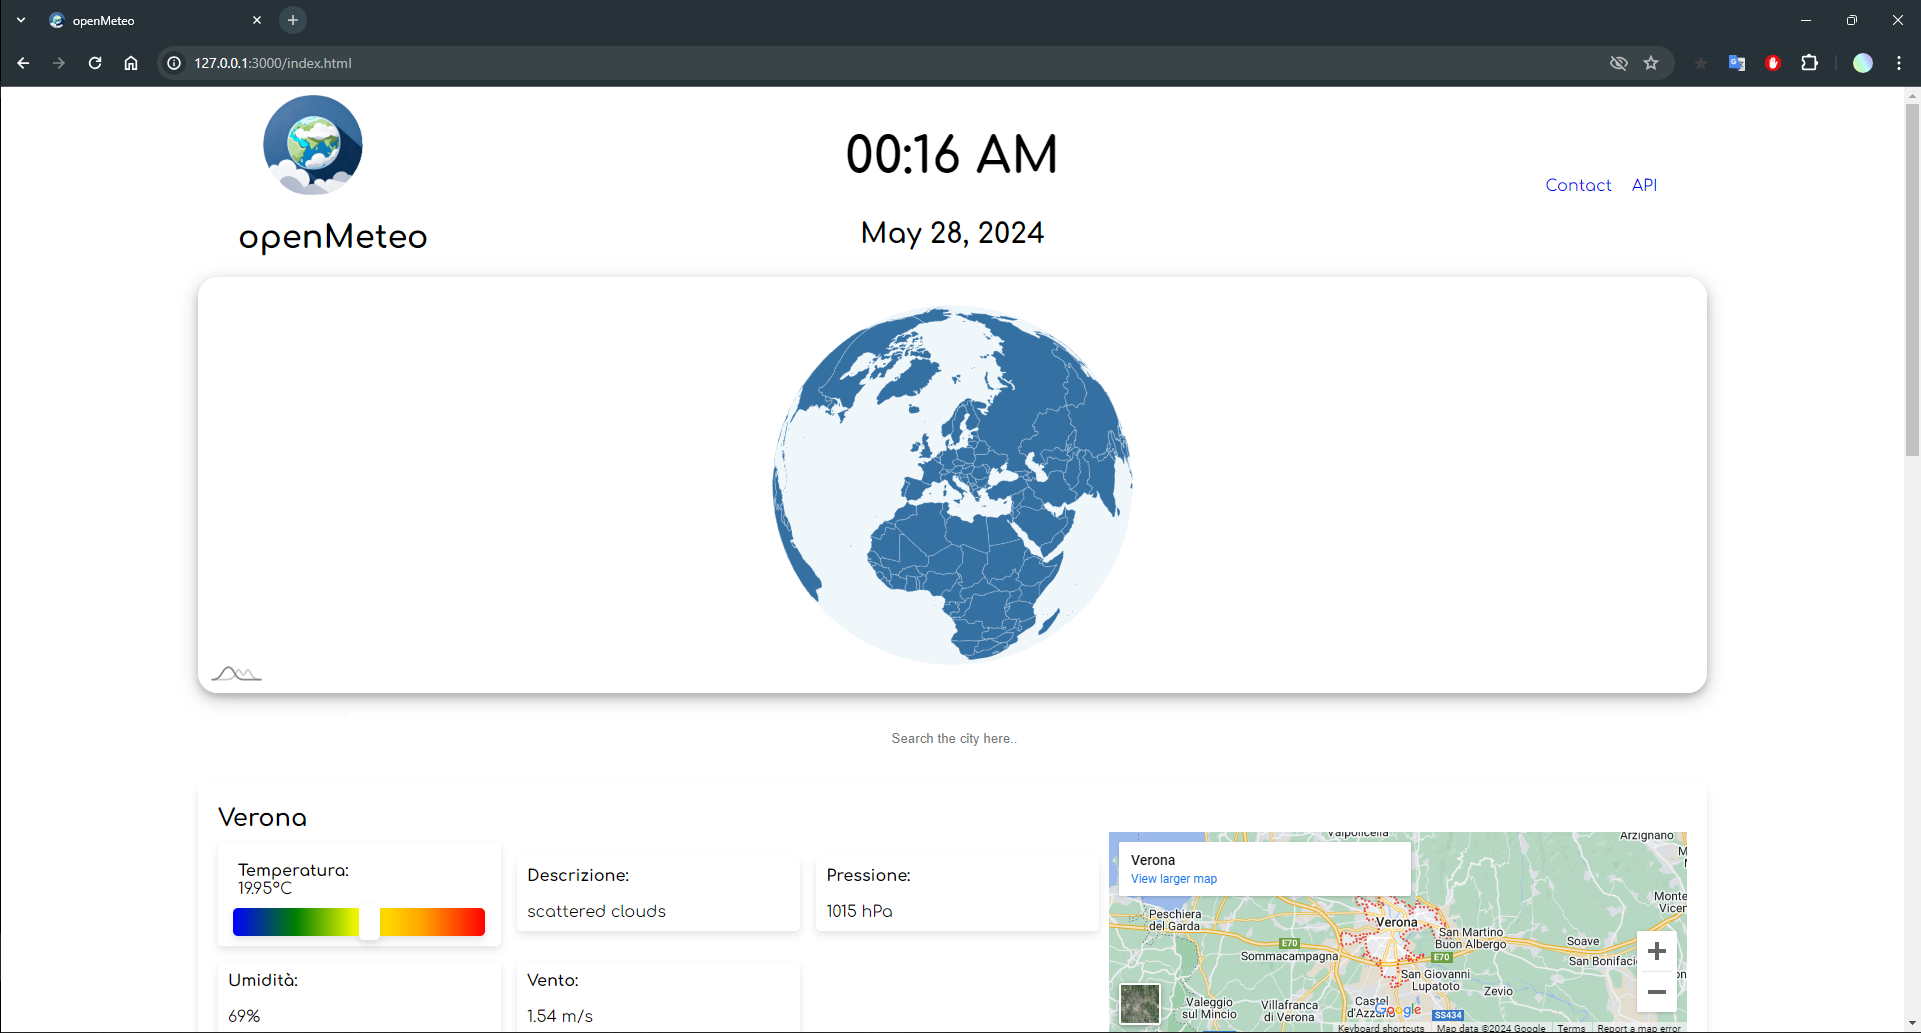 openMeteo
127.0.0.1:3000/index.html
00:16 AM
Contact API
openMeteo
May 28, 2024
Search the city here..
Verona
Temperatura:
19.95°C
Descrizione:
scattered clouds
Pressione:
1015 hPa
Umidità:
69%
Vento:
1.54 m/s
Valpolicella
Arzignano
Verona
View larger map
Peschiera
del Garda
Verona
E70
Sommacampagna
San Martino
Buon Albergo
E70
Soave
San Bonifaci
San Giovanni
Lupatoto
Zevio
Monte
Vicen
Valeggio
sul Mincio
Villafranca
di Verona
Castel
d'Azzano
Google
SS434
Keyboard shortcuts Map data ©2024 Google Terms Report a map error